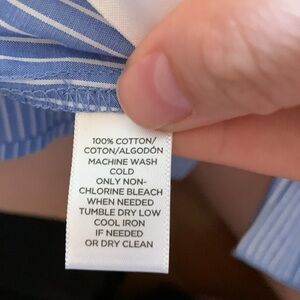 100% COTTON/
COTON/ALGODÓN
MACHINE WASH
COLD
ONLY NON-
CHLORINE BLEACH
WHEN NEEDED
TUMBLE DRY LOW
COOL IRON
IF NEEDED
OR DRY CLEAN